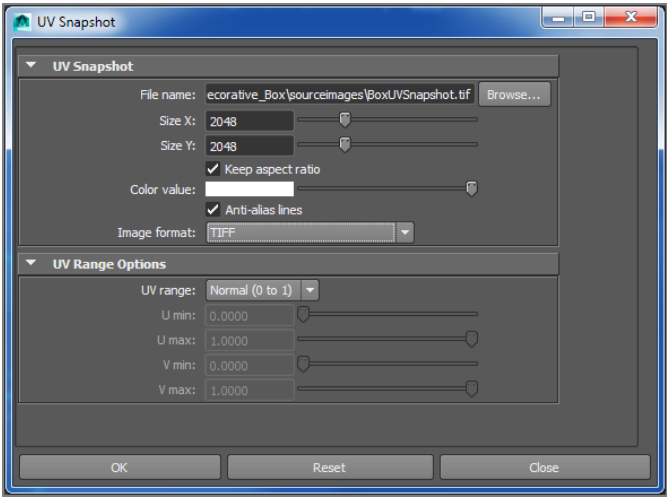 UV Snapshot
UV Snapshot
File name: ecorative_Box\sourceimages\BoxUVSnapshot.tif Browse...
Size X: 2048
Size Y: 2048
Keep aspect ratio
Color value:
Anti-alias lines
Image format: TIFF
UV Range Options
UV range: Normal (0 to 1)
U min: 0.0000
U max: 1.0000
V min: 0.0000
V max: 1.0000
OK Reset Close